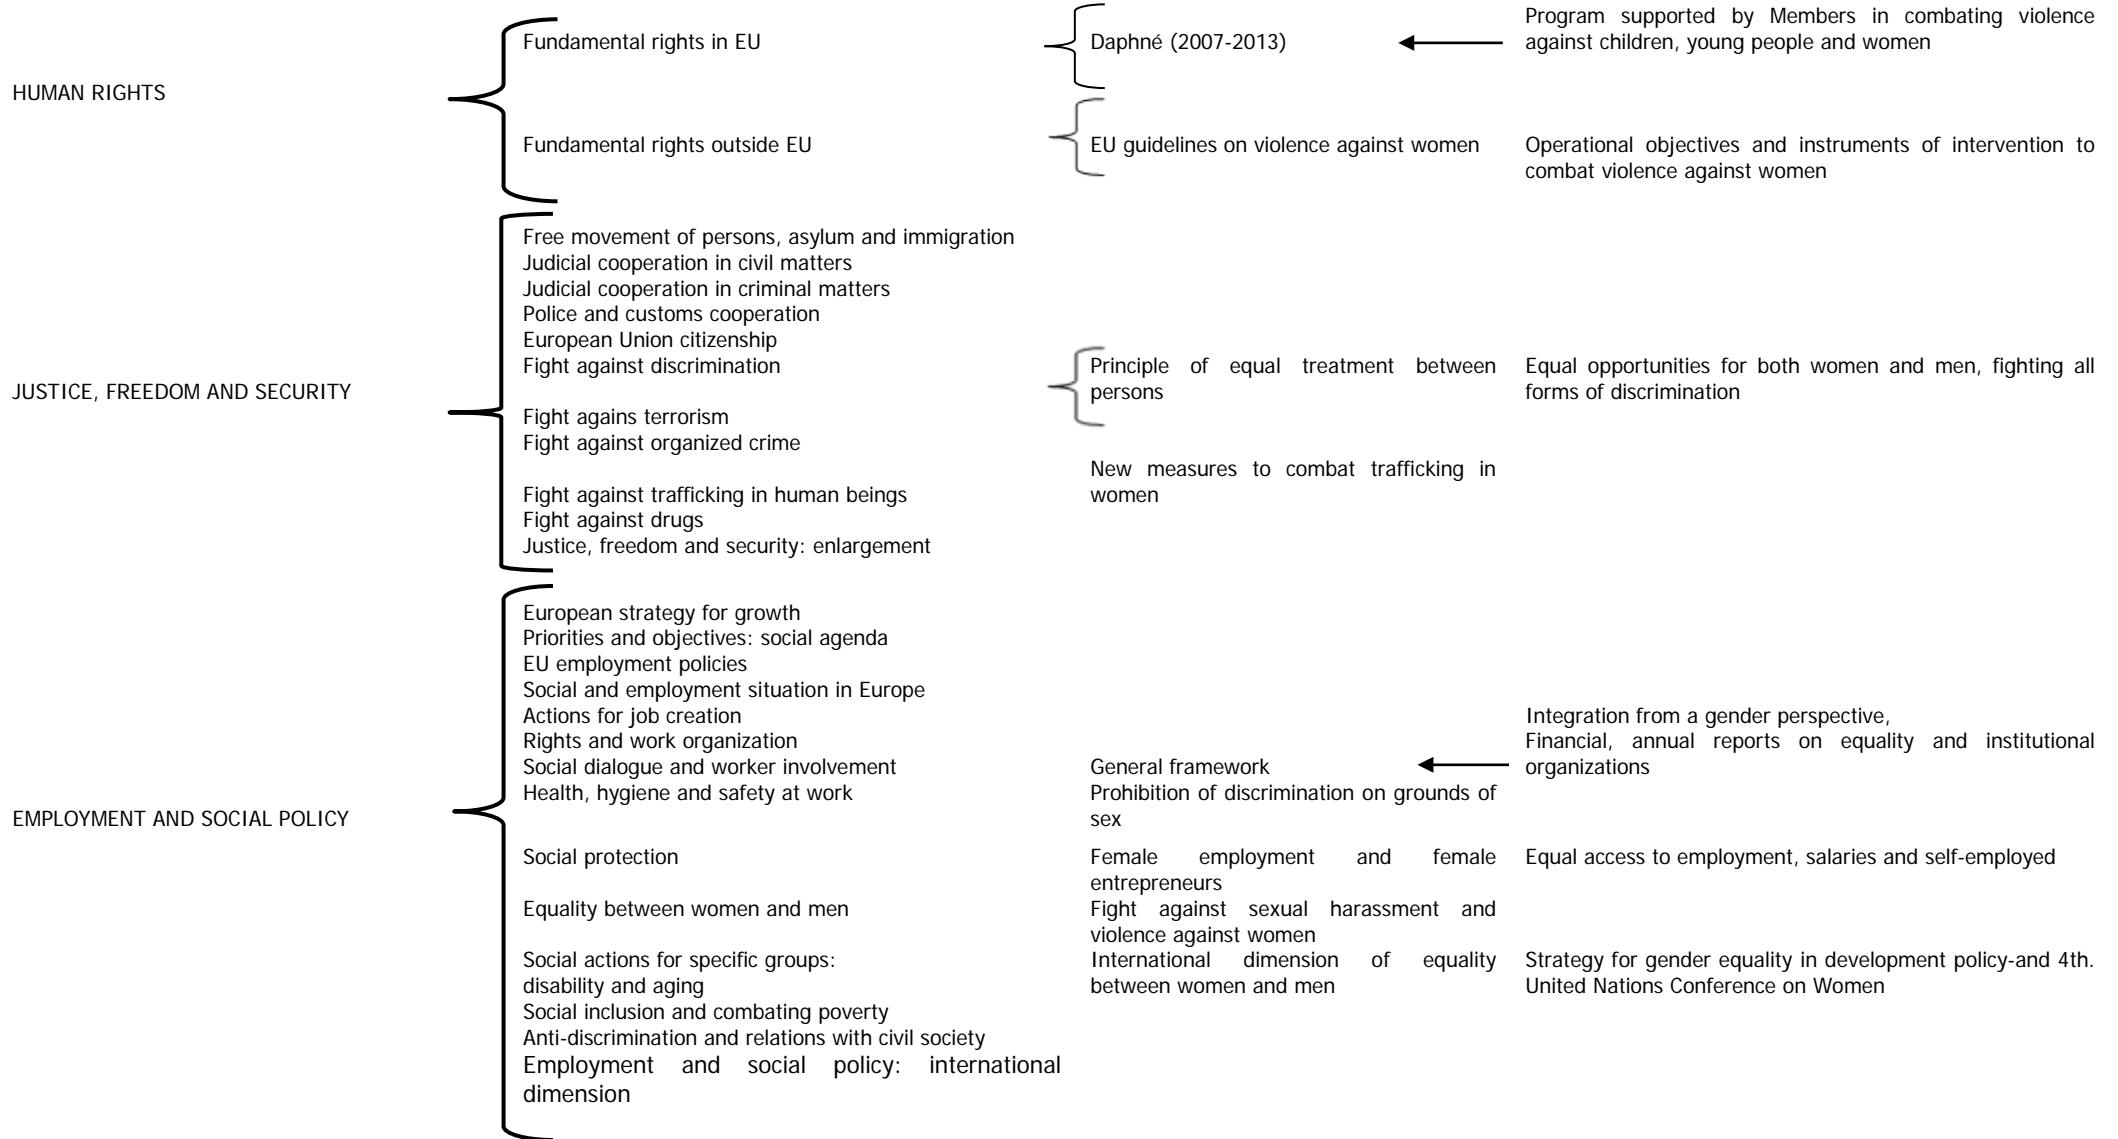 HUMAN RIGHTS
Fundamental rights in EU
Daphné (2007-2013)
Program supported by Members in combating violence
against children, young people and women
Fundamental rights outside EU
EU guidelines on violence against women
Operational objectives and instruments of intervention to
combat violence against women
JUSTICE, FREEDOM AND SECURITY
Free movement of persons, asylum and immigration
Judicial cooperation in civil matters
Judicial cooperation in criminal matters
Police and customs cooperation
European Union citizenship
Fight against discrimination
Principle of equal treatment between
persons
Equal opportunities for both women and men, fighting all
forms of discrimination
Fight agains terrorism
Fight against organized crime
New measures to combat trafficking in
women
Fight against trafficking in human beings
Fight against drugs
Justice, freedom and security: enlargement
EMPLOYMENT AND SOCIAL POLICY
European strategy for growth
Priorities and objectives: social agenda
EU employment policies
Social and employment situation in Europe
Actions for job creation
Rights and work organization
Social dialogue and worker involvement
Health, hygiene and safety at work
General framework
Integration from a gender perspective,
Financial, annual reports on equality and institutional
organizations
Prohibition of discrimination on grounds of
sex
Social protection
Female employment and female
entrepreneurs
Equal access to employment, salaries and self-employed
Equality between women and men
Fight against sexual harassment and
violence against women
Social actions for specific groups:
disability and aging
International dimension of equality
between women and men
Strategy for gender equality in development policy-and 4th.
United Nations Conference on Women
Social inclusion and combating poverty
Anti-discrimination and relations with civil society
Employment and social policy: international
dimension